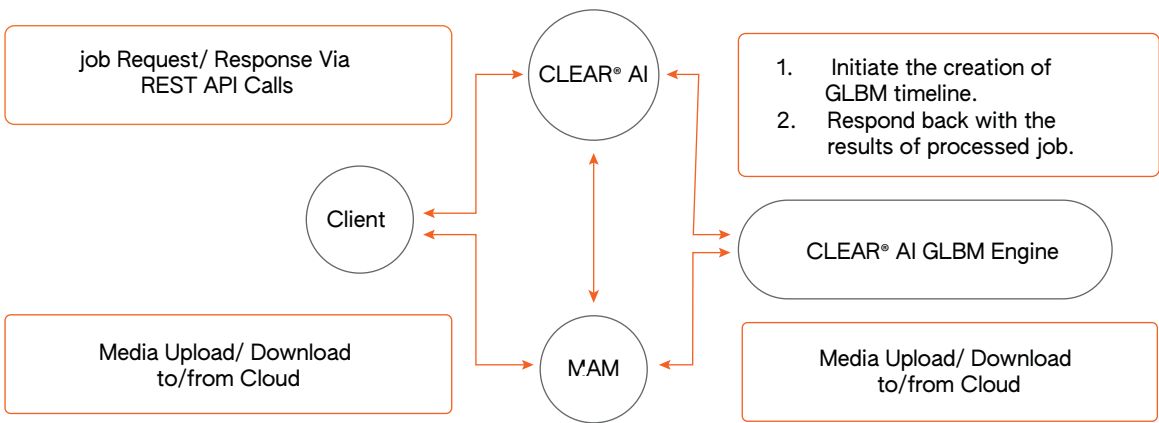 job Request/ Response Via
REST API Calls
CLEAR® AI
1. Initiate the creation of
GLBM timeline.
2. Respond back with the
results of processed job.
Client
CLEAR® AI GLBM Engine
Media Upload/ Download
to/from Cloud
MAM
Media Upload/ Download
to/from Cloud